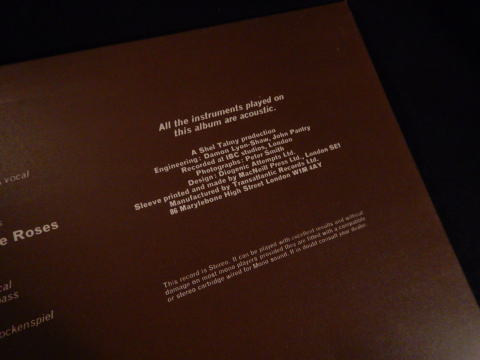 vocal
e Roses
cal
bass
ockenspiel
All the instruments played on
this album are acoustic.
A Shel Talmy production
Engineering: Damon Lyon-Shaw, John Pantry
Recorded at IBC studios, London
Photographs: Peter Smith
Design: Diogenic Attempts Ltd.
Sleeve printed and made by MacNeill Press Ltd., London SE1
Manufactured by Transatlantic Records Ltd.
86 Marylebone High Street London W1M 4AY
This record is Stereo. It can be played with excellent results and without
damage on most mono players provided they are fitted with a compatible
or stereo cartridge wired for Mono sound. If in doubt consult your dealer.